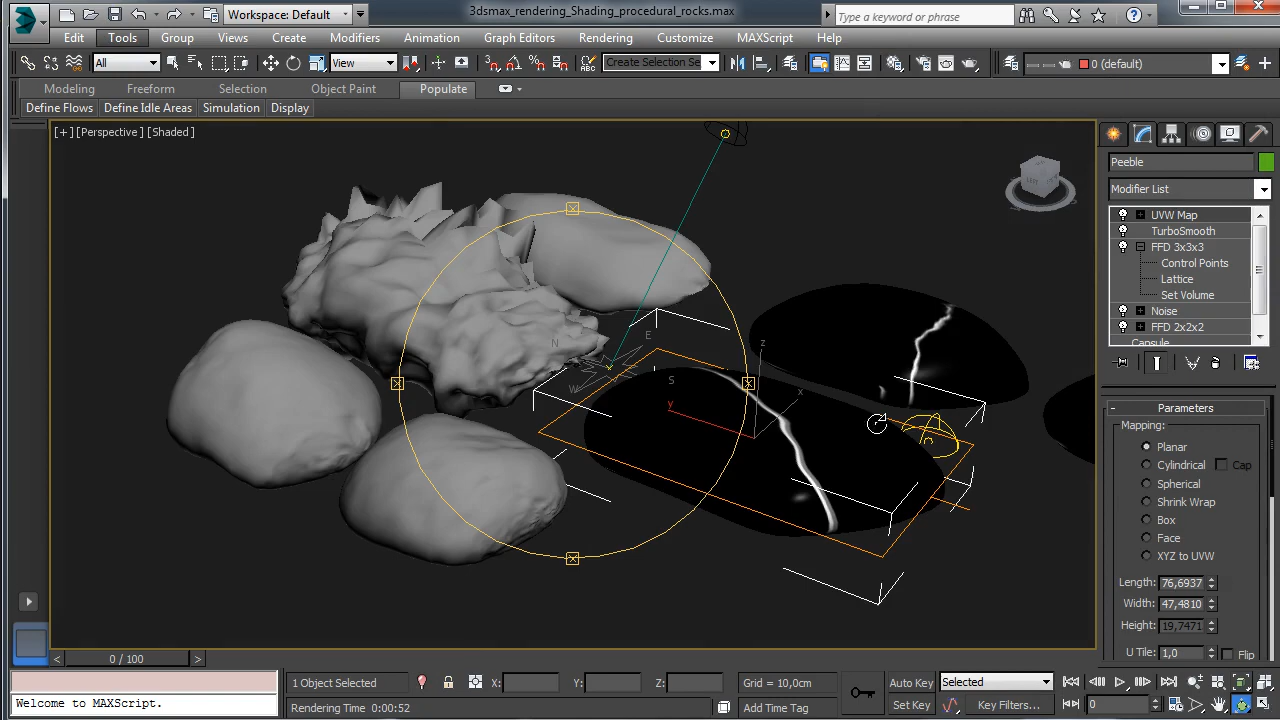 3dsmax_rendering_Shading_procedural_rocks.max
Workspace: Default
Type a keyword or phrase
Edit Tools Group Views Create Modifiers Animation Graph Editors Rendering Customize MAXScript Help
All
View
Create Selection Se
0 (default)
Modeling Freeform Selection Object Paint Populate
Define Flows Define Idle Areas Simulation Display
[+] [Perspective ] [Shaded ]
Peeble
Modifier List
UVW Map
TurboSmooth
FFD 3x3x3
Control Points
Lattice
Set Volume
Noise
FFD 2x2x2
Capsule
N
E
S
W
z
x
y
- Parameters
Mapping:
Planar
Cylindrical Cap
Spherical
Shrink Wrap
Box
Face
XYZ to UVW
Length: 76,6937
Width: 47,4810
Height: 19,7471
U Tile: 1,0 Flip
< 0 / 100 >
1 Object Selected X: Y: Z: Grid = 10,0cm Auto Key Selected
Welcome to MAXScript.
Rendering Time 0:00:52 Add Time Tag Set Key Key Filters... 0